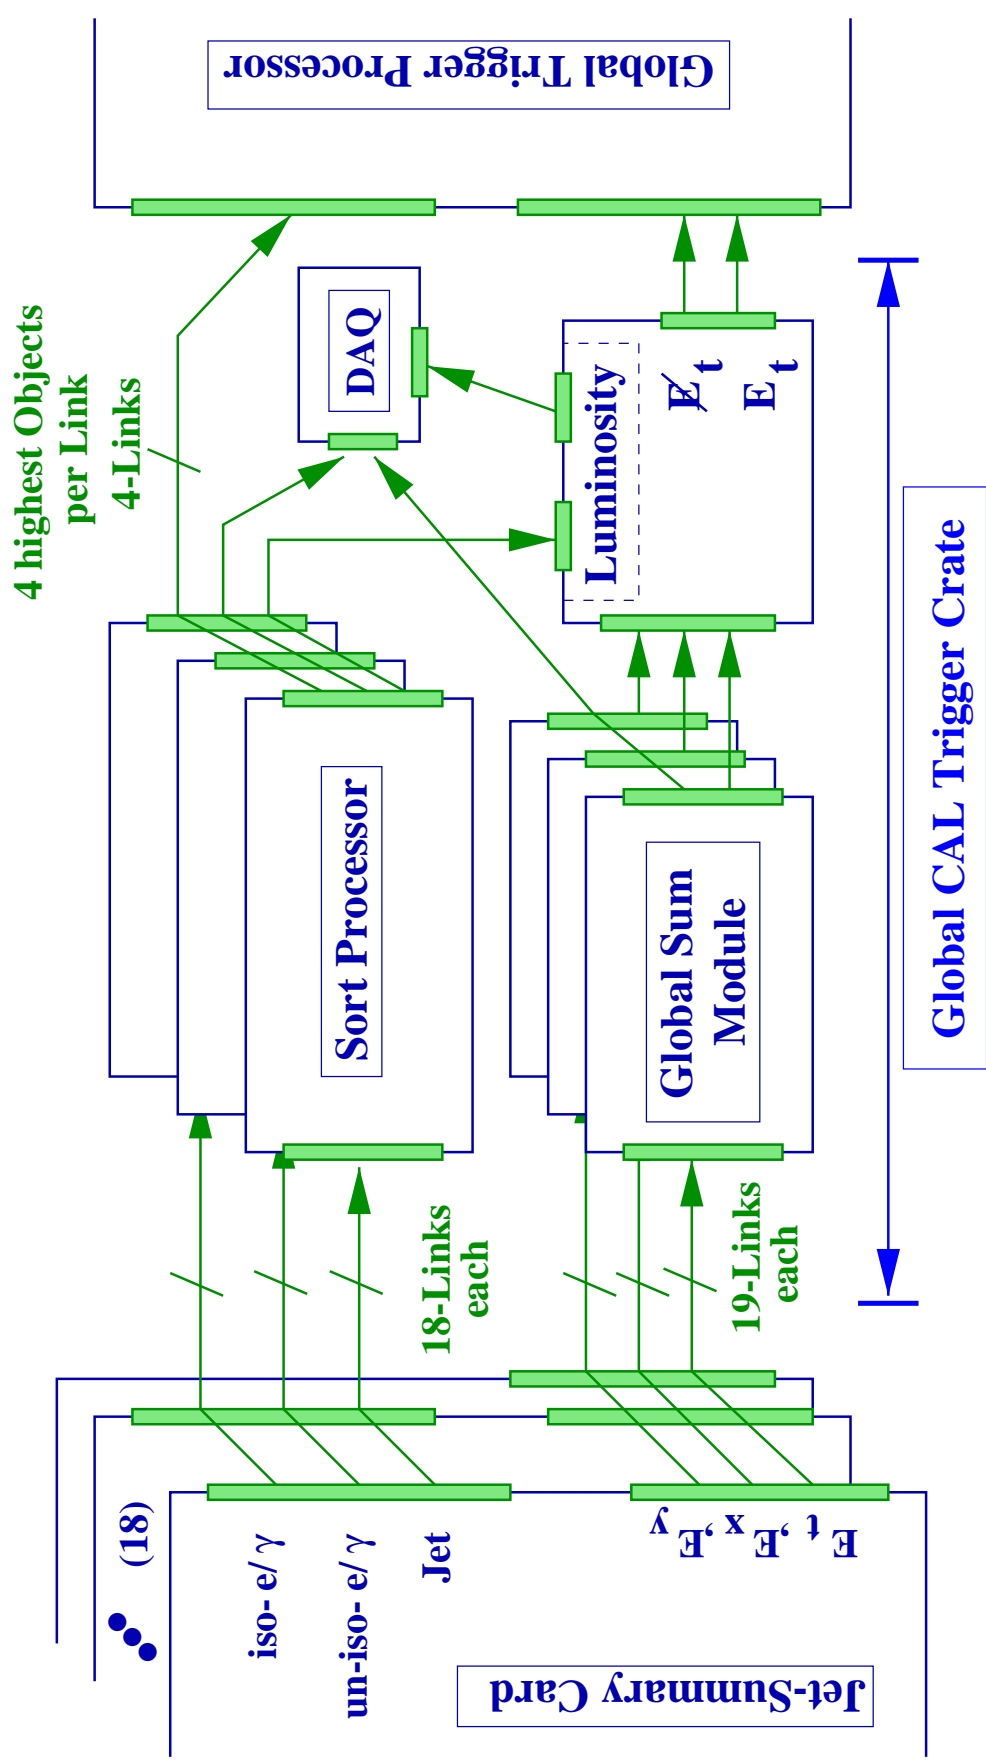 4 highest Objects
per Link
4-Links
Global Trigger Processor
DAQ
Luminosity
E̸ t
E t
Sort Processor
Global Sum
Module
Global CAL Trigger Crate
18-Links
each
19-Links
each
(18)
iso- e/ γ
un-iso- e/ γ
Jet
E t , E x , E y
Jet-Summary Card